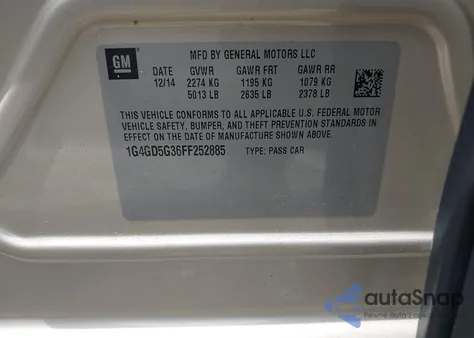 GM
MFD BY GENERAL MOTORS LLC
DATE GVWR GAWR FRT GAWR RR
12/14 2274 KG 1195 KG 1079 KG
5013 LB 2635 LB 2378 LB
THIS VEHICLE CONFORMS TO ALL APPLICABLE U.S. FEDERAL MOTOR
VEHICLE SAFETY, BUMPER, AND THEFT PREVENTION STANDARDS
IN EFFECT ON THE DATE OF MANUFACTURE SHOWN ABOVE.
1G4GD5G36FF252885 TYPE: PASS CAR
autoSnap
Pewne auta z